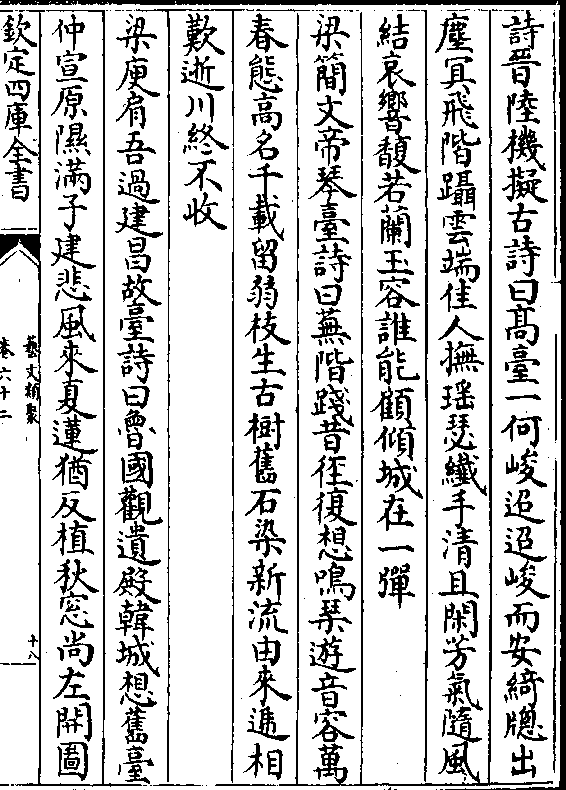 詩晉陸機擬古詩曰髙臺一何峻迢迢峻而安綺牎出
塵冥飛階躡雲端佳人撫瑶瑟纎手清且閑芳氣隨風
結哀響馥若蘭玉容誰能顧傾城在一彈
梁簡文帝琴臺詩曰蕪階踐昔徑復想鳴琴遊音容萬
春態高名千載留弱枝生古樹舊石染新流由來遞相
歎逝川終不收
梁庾肩吾過建昌故臺詩曰魯國觀遺殿韓城想舊臺
仲宣原隰滿子建悲風來夏蓮猶反植秋窓尚左開圖
欽定四庫全書
藝文類聚
卷六十二
十八